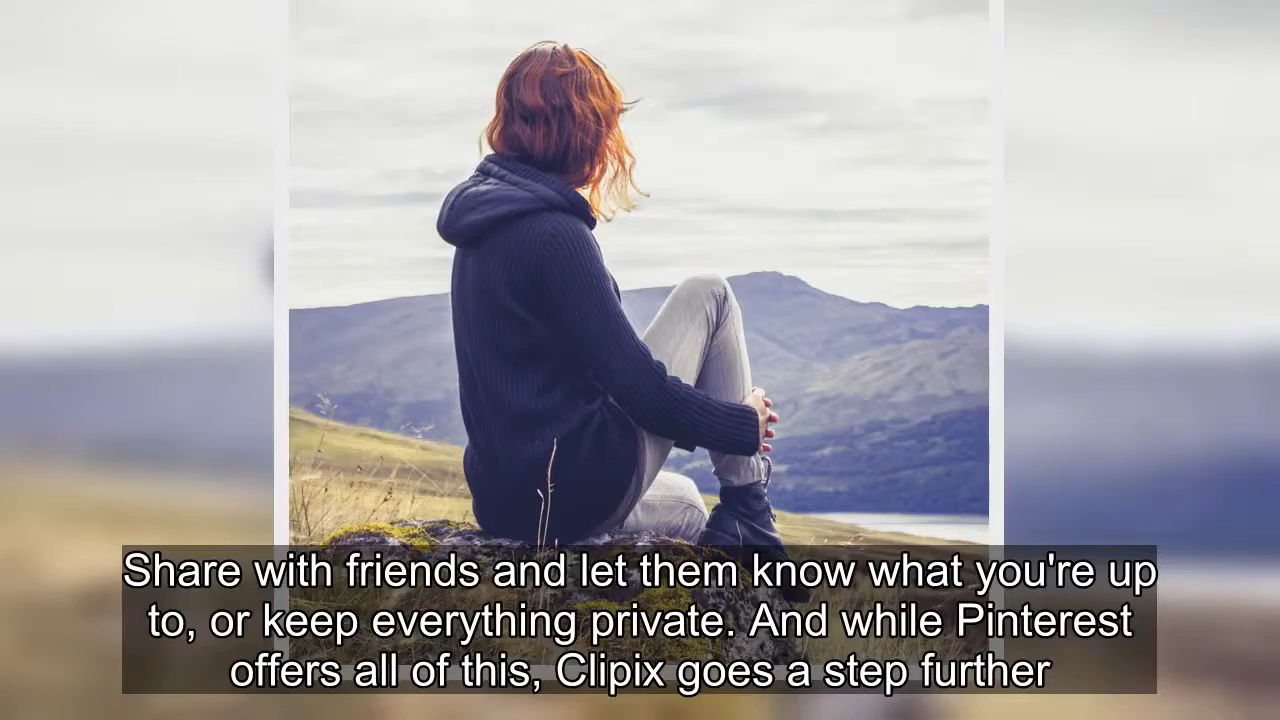 Share with friends and let them know what you're up
to, or keep everything private. And while Pinterest
offers all of this, Clipix goes a step further